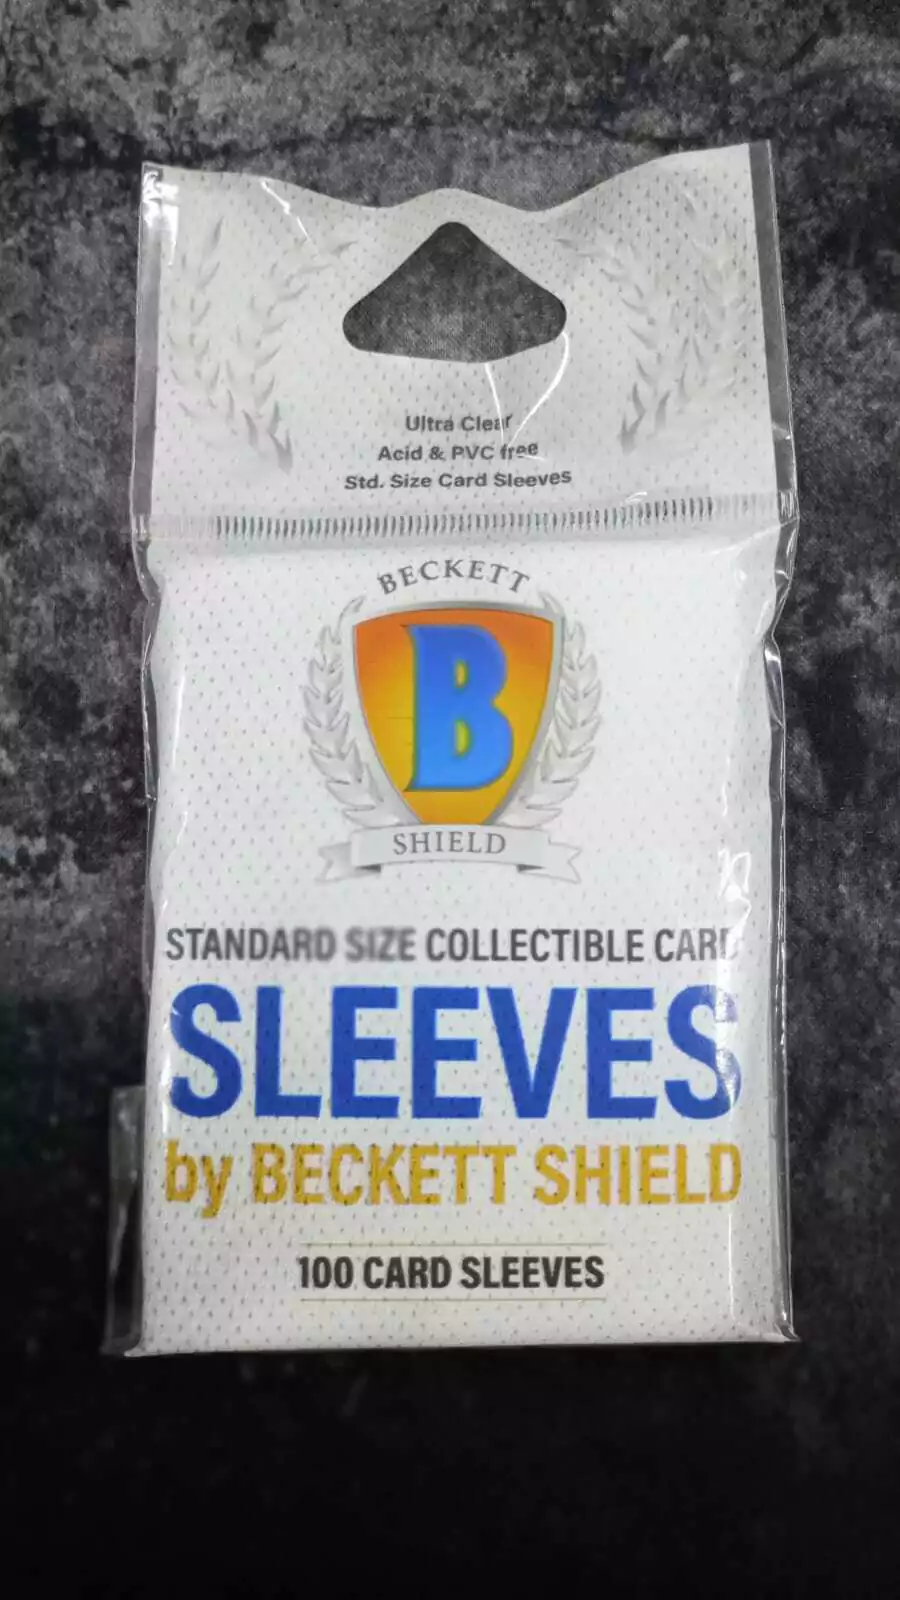 Ultra Clear
Acid & PVC free
Std. Size Card Sleeves
BECKETT
B
SHIELD
STANDARD SIZE COLLECTIBLE CARD
SLEEVES
by BECKETT SHIELD
100 CARD SLEEVES